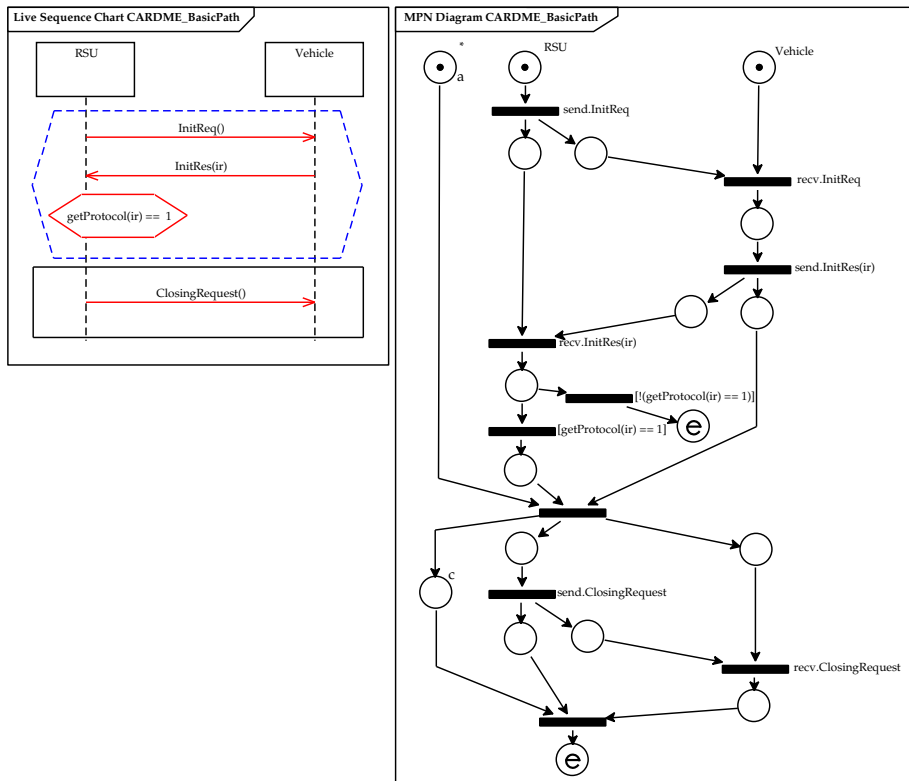 Live Sequence Chart CARDME_BasicPath
RSU
Vehicle
InitReq()
InitRes(ir)
getProtocol(ir) == 1
ClosingRequest()
MPN Diagram CARDME_BasicPath
*
a
RSU
Vehicle
send.InitReq
recv.InitReq
send.InitRes(ir)
recv.InitRes(ir)
[!(getProtocol(ir) == 1)]
e
[getProtocol(ir) == 1]
c
send.ClosingRequest
recv.ClosingRequest
e